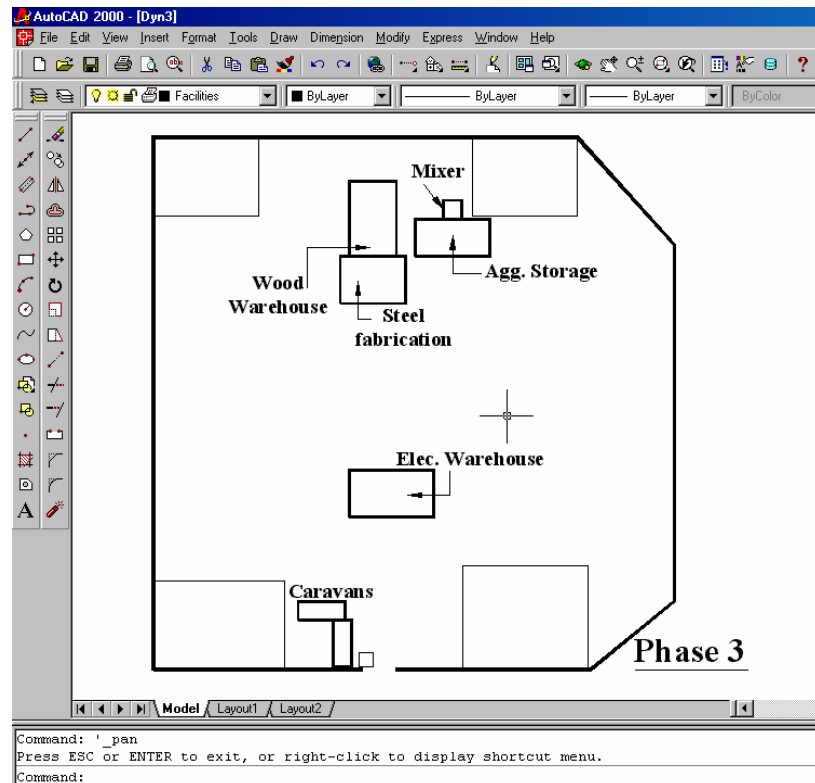 AutoCAD 2000 - [Dyn3]
File Edit View Insert Format Tools Draw Dimension Modify Express Window Help
Facilities ByLayer ByLayer ByLayer ByColor
Mixer
Agg. Storage
Wood
Warehouse
Steel
fabrication
Elec. Warehouse
Caravans
Phase 3
Model Layout1 Layout2
Command: '_pan
Press ESC or ENTER to exit, or right-click to display shortcut menu.
Command: